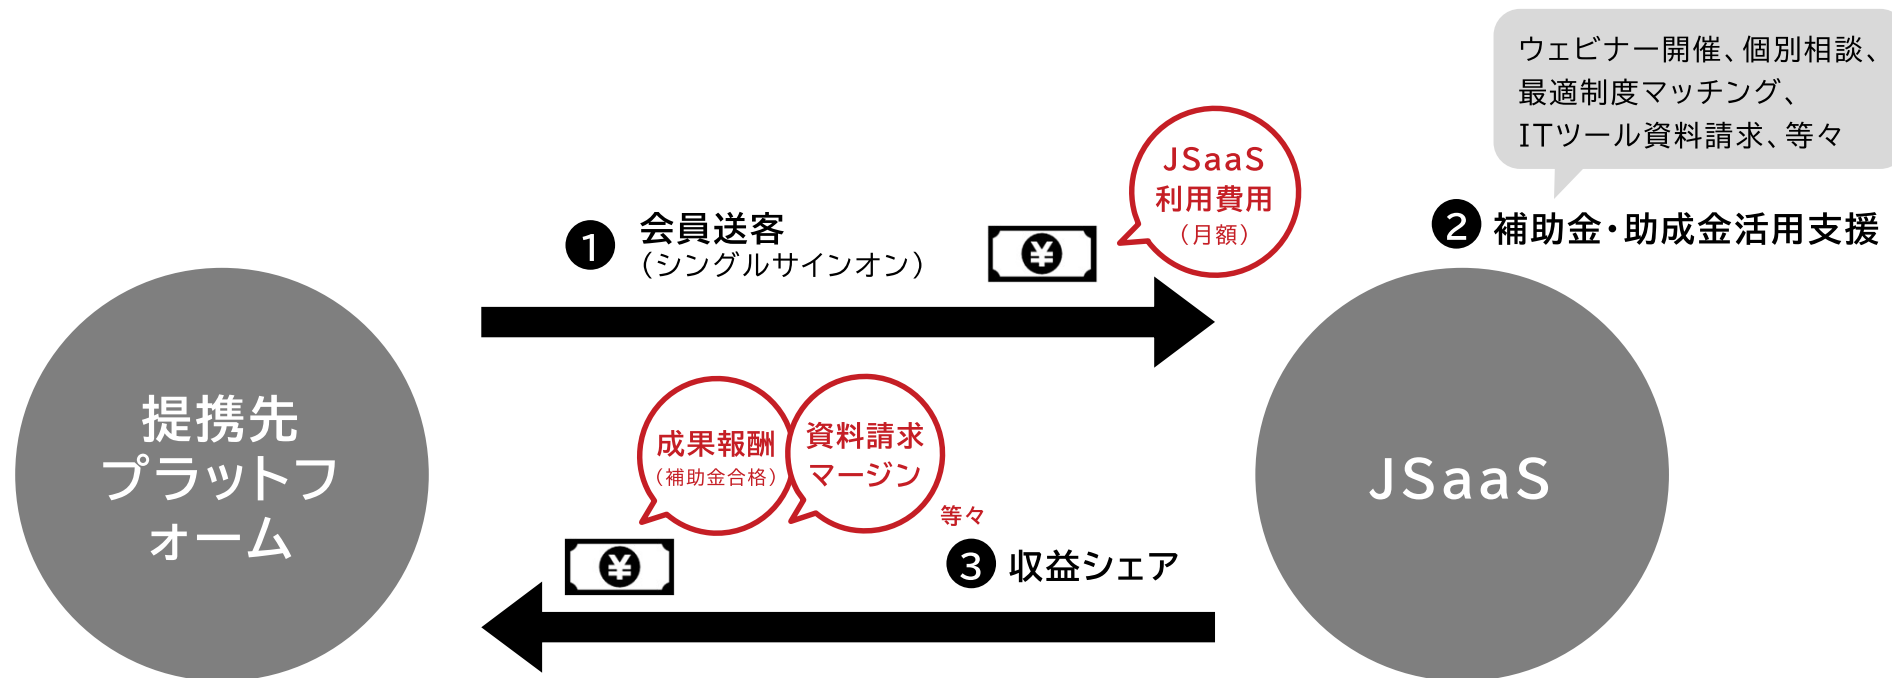 ウェビナー開催、個別相談、
最適制度マッチング、
ITツール資料請求、等々
JSaaS
利用費用
(月額)
❶ 会員送客
(シングルサインオン)
¥
❷ 補助金・助成金活用支援
提携先
プラットフ
ォーム
成果報酬
(補助金合格)
資料請求
マージン
等々
JSaaS
¥
❸ 収益シェア